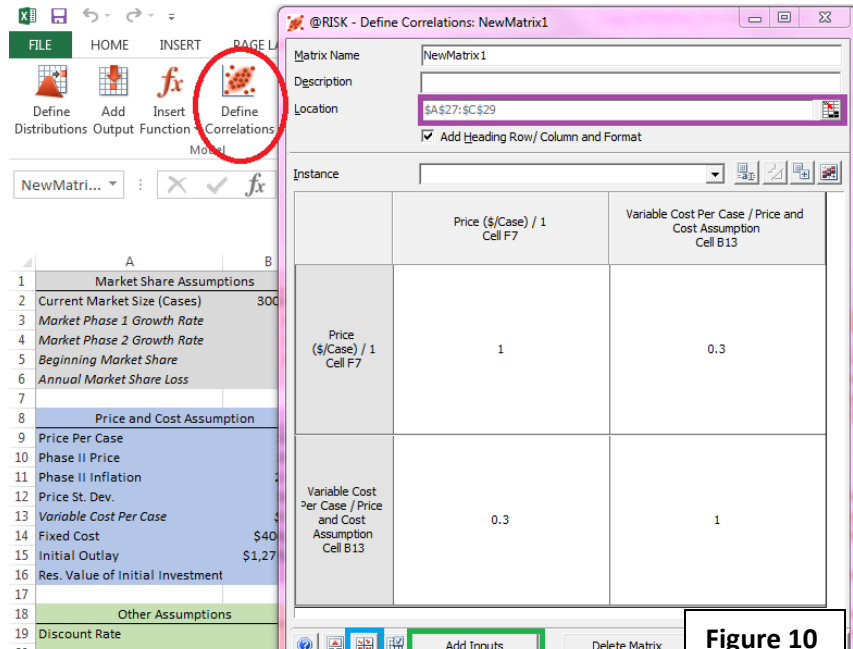 @RISK - Define Correlations: NewMatrix1
FILE HOME INSERT PAGE LA
Define Distributions
Add Output
Insert Function
Define Correlations
Model
NewMatri...
fx
A B
1 Market Share Assumptions
2 Current Market Size (Cases) 300
3 Market Phase 1 Growth Rate
4 Market Phase 2 Growth Rate
5 Beginning Market Share
6 Annual Market Share Loss
7
8 Price and Cost Assumption
9 Price Per Case
10 Phase II Price
11 Phase II Inflation
12 Price St. Dev.
13 Variable Cost Per Case
14 Fixed Cost $40
15 Initial Outlay $1,27
16 Res. Value of Initial Investment
17
18 Other Assumptions
19 Discount Rate
Matrix Name NewMatrix1
Description
Location $A$27:$C$29
Add Heading Row/ Column and Format
Instance
Price ($/Case) / 1
Cell F7
Variable Cost Per Case / Price and
Cost Assumption
Cell B13
Price
($/Case) / 1
Cell F7
1 0.3
Variable Cost
Per Case / Price
and Cost
Assumption
Cell B13
0.3 1
Add Inputs
Delete Matrix
Figure 10